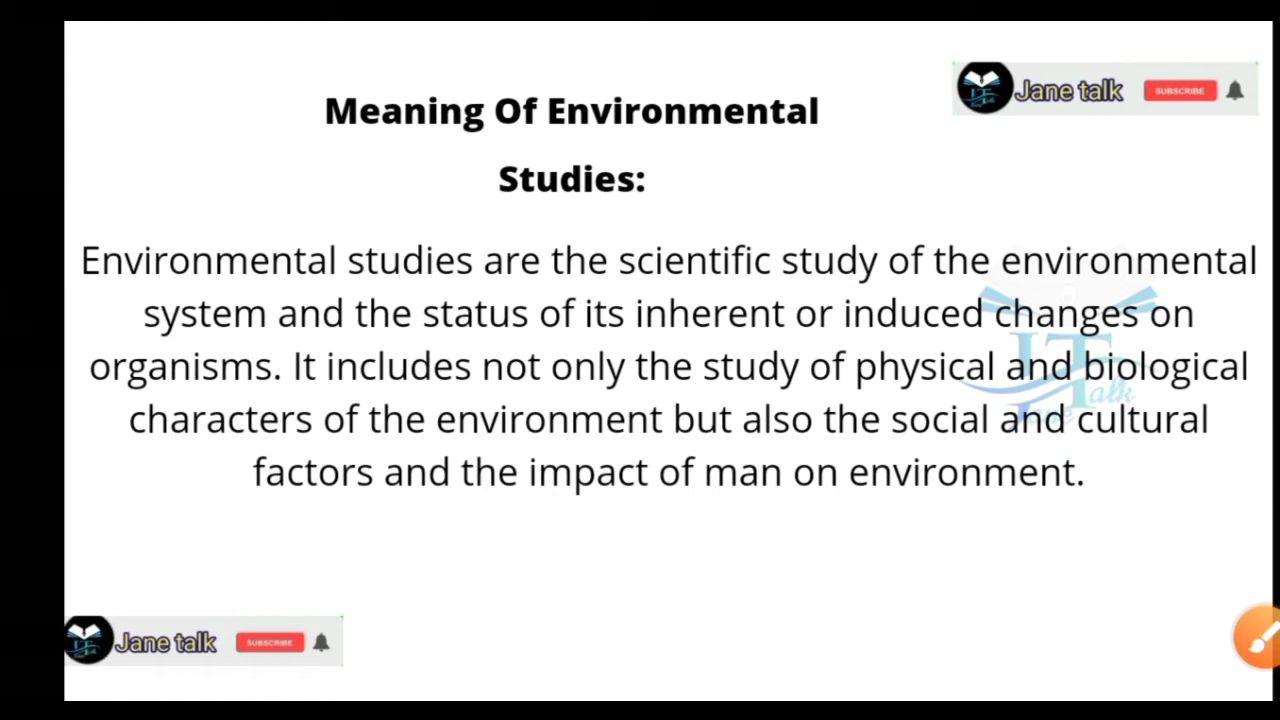 Meaning Of Environmental
Studies:
Jane talk SUBSCRIBE
Environmental studies are the scientific study of the environmental
system and the status of its inherent or induced changes on
organisms. It includes not only the study of physical and biological
characters of the environment but also the social and cultural
factors and the impact of man on environment.
Jane talk SUBSCRIBE